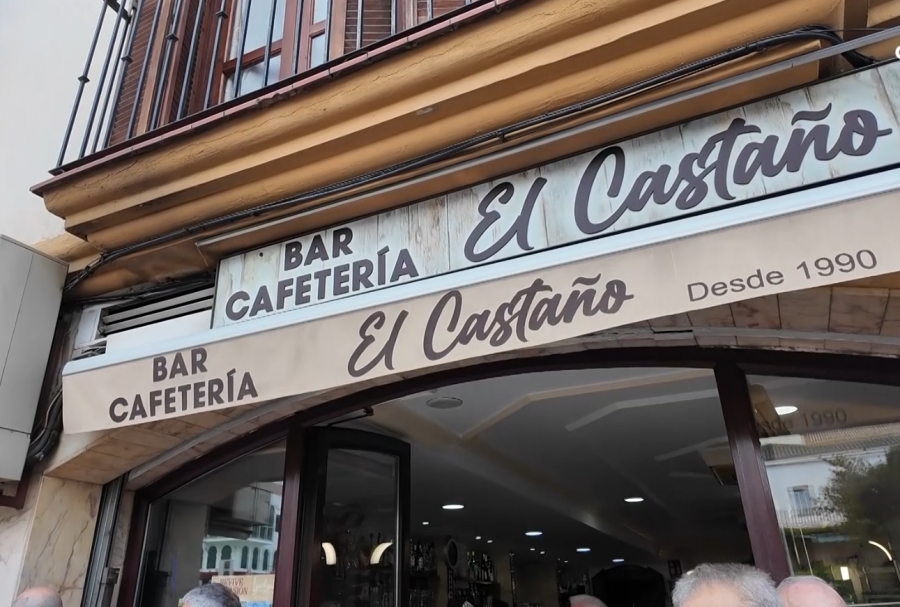 BAR
CAFETERÍA
El Castaño
BAR
CAFETERÍA
El Castaño
Desde 1990